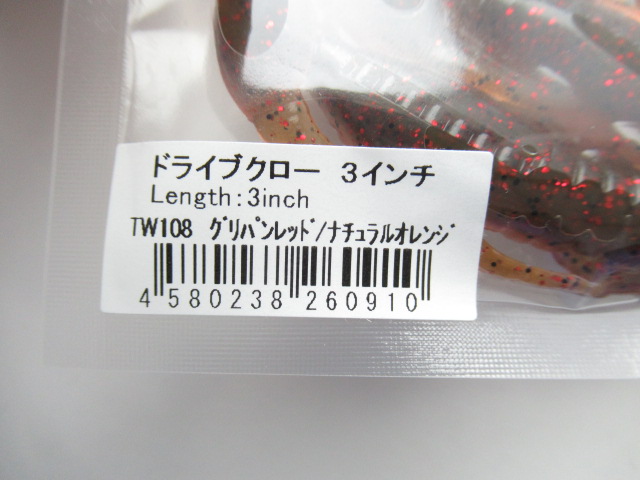 ドライブクロー 3インチ
Length:3inch
TW108 グリパンレッド/ナチュラルオレンジ
4 580238 260910